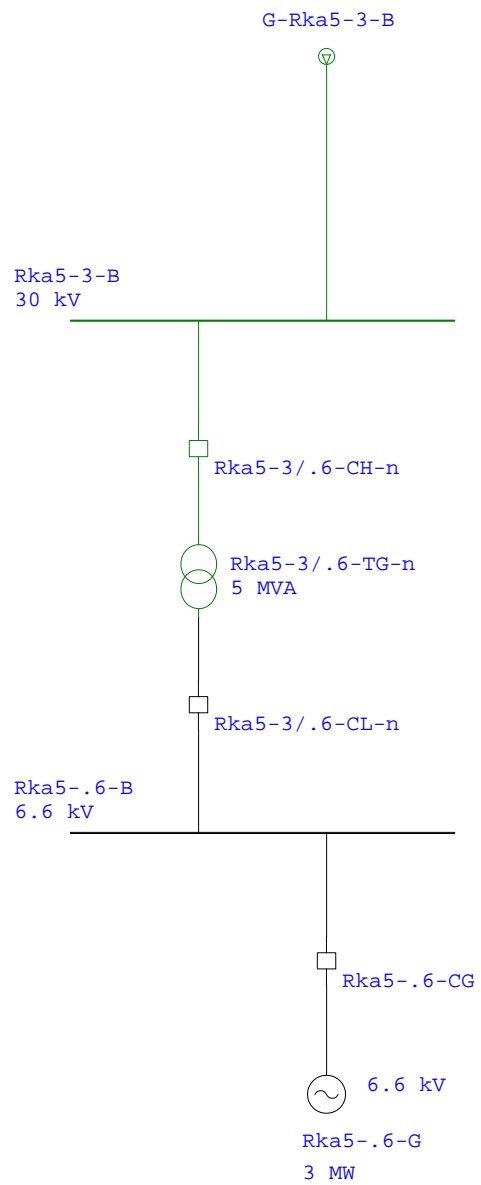 G-Rka5-3-B
Rka5-3-B
30 kV
Rka5-3/.6-CH-n
Rka5-3/.6-TG-n
5 MVA
Rka5-3/.6-CL-n
Rka5-.6-B
6.6 kV
Rka5-.6-CG
6.6 kV
Rka5-.6-G
3 MW